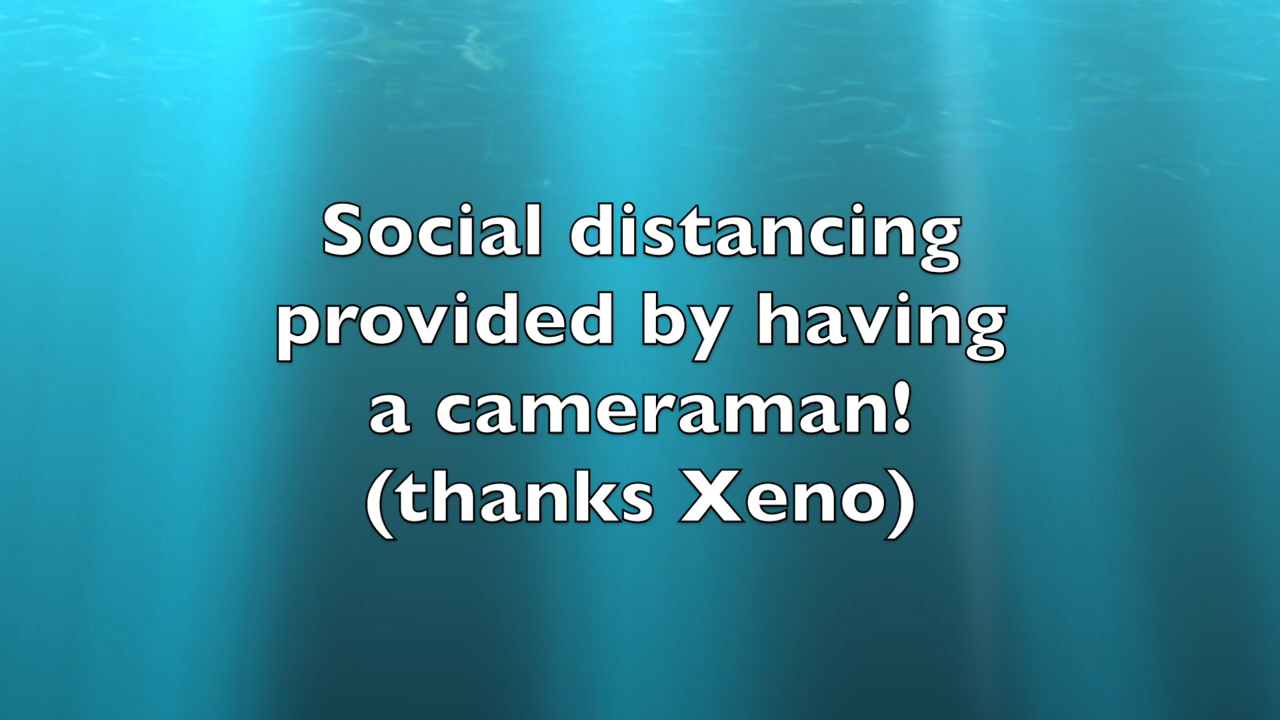 Social distancing
provided by having
a cameraman!
(thanks Xeno)